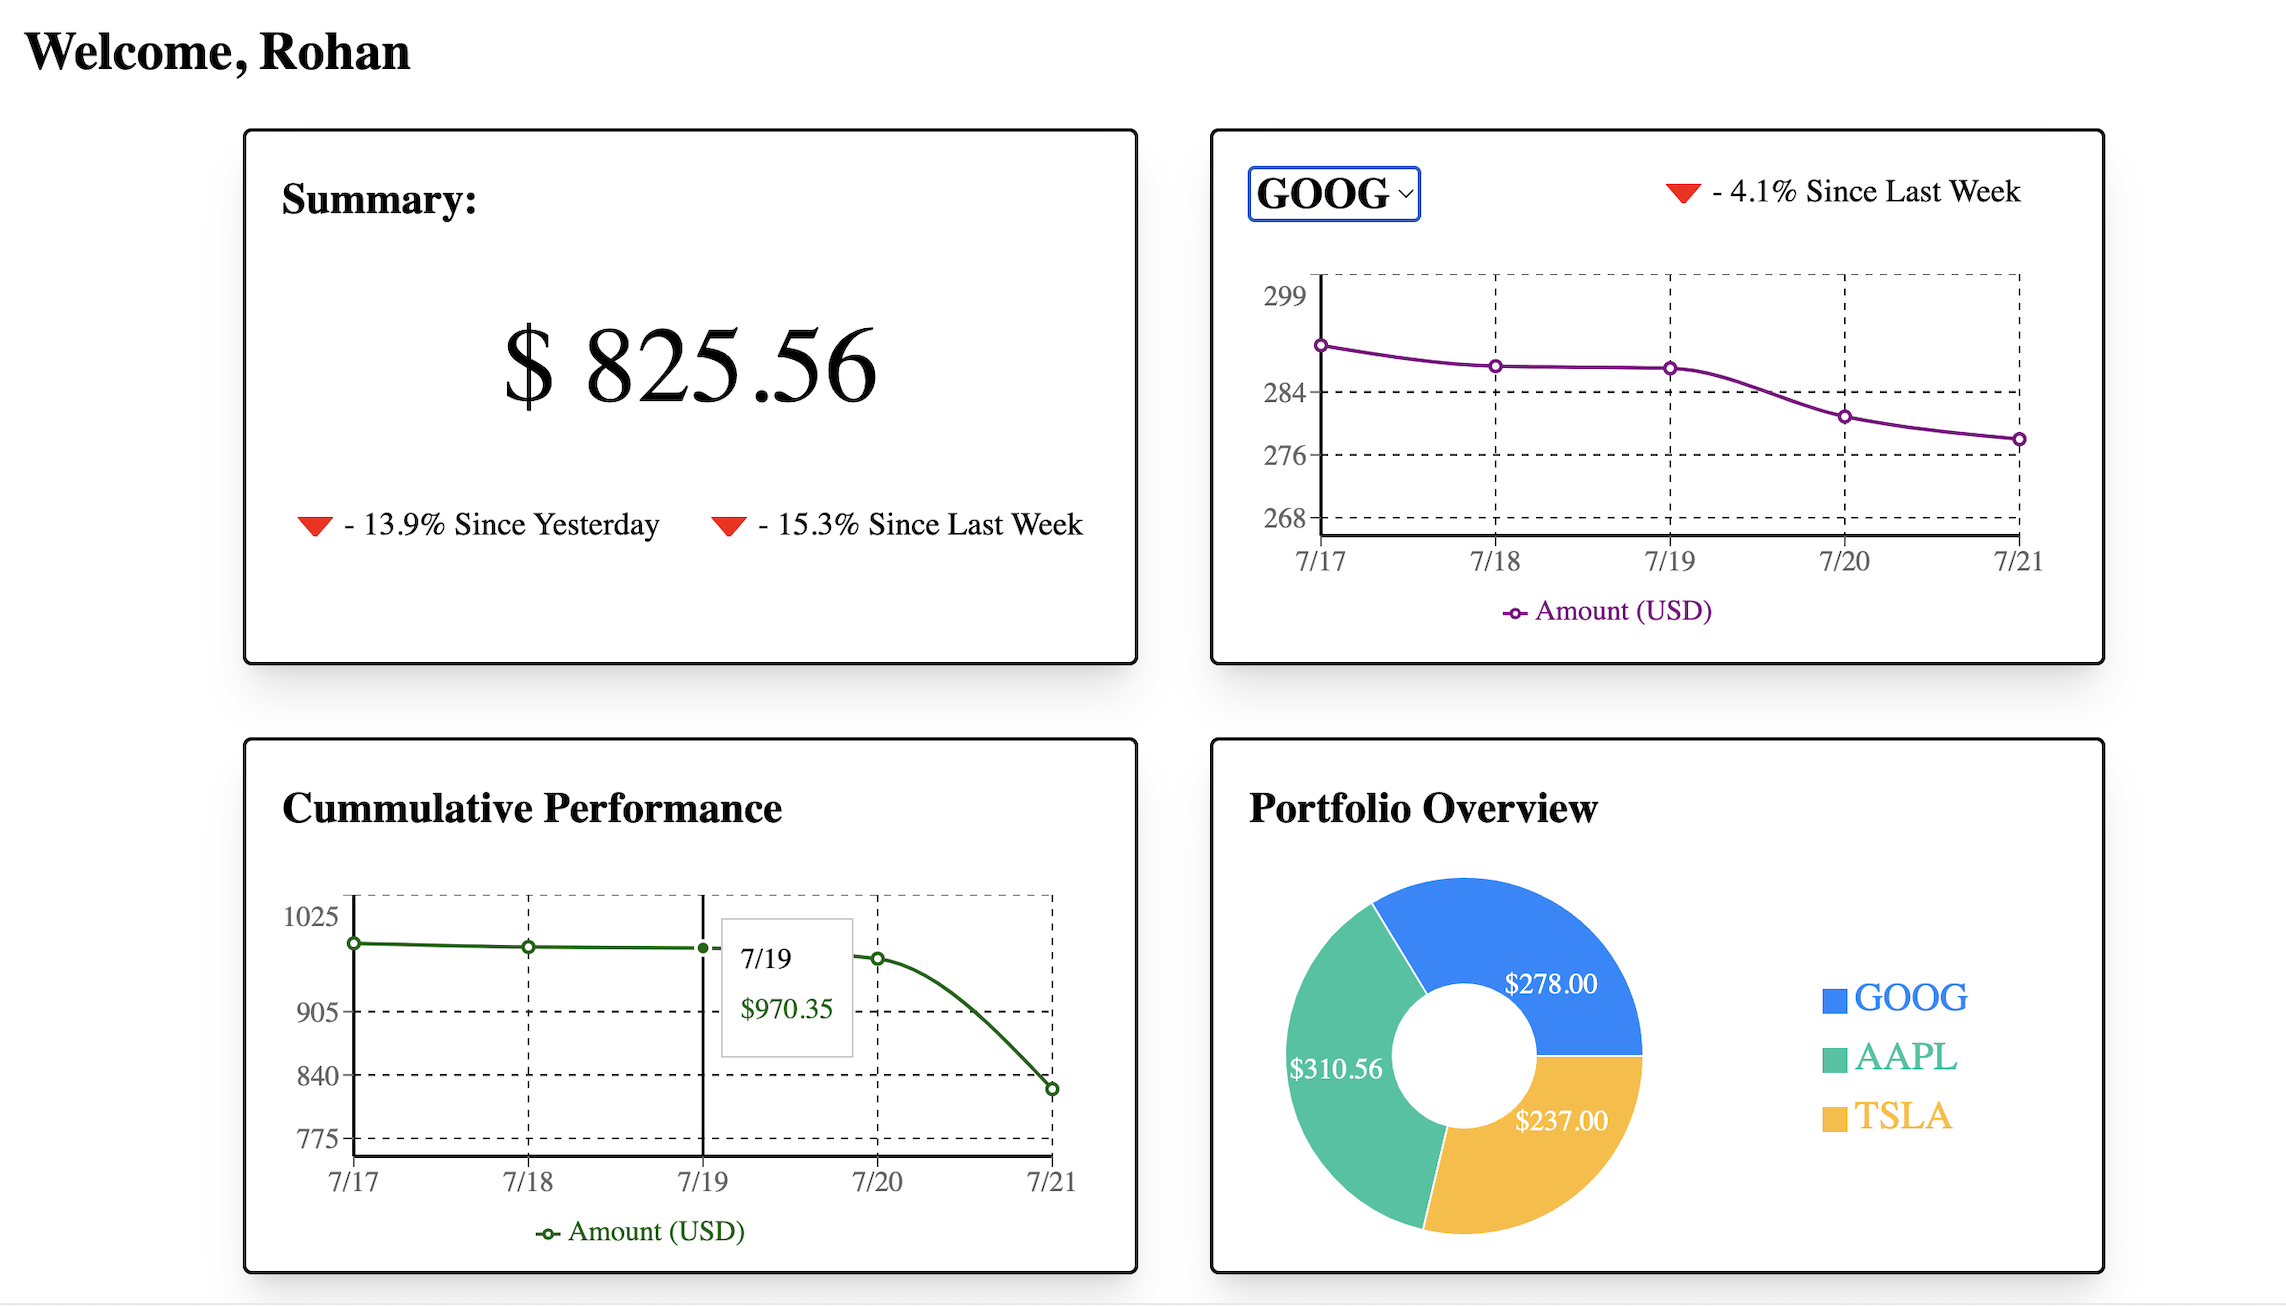 Welcome, Rohan
Summary:
$ 825.56
- 13.9% Since Yesterday
- 15.3% Since Last Week
GOOG
- 4.1% Since Last Week
299
284
276
268
7/17
7/18
7/19
7/20
7/21
Amount (USD)
Cummulative Performance
1025
905
840
775
7/19
$970.35
7/17
7/18
7/19
7/20
7/21
Amount (USD)
Portfolio Overview
$278.00
$310.56
$237.00
GOOG
AAPL
TSLA